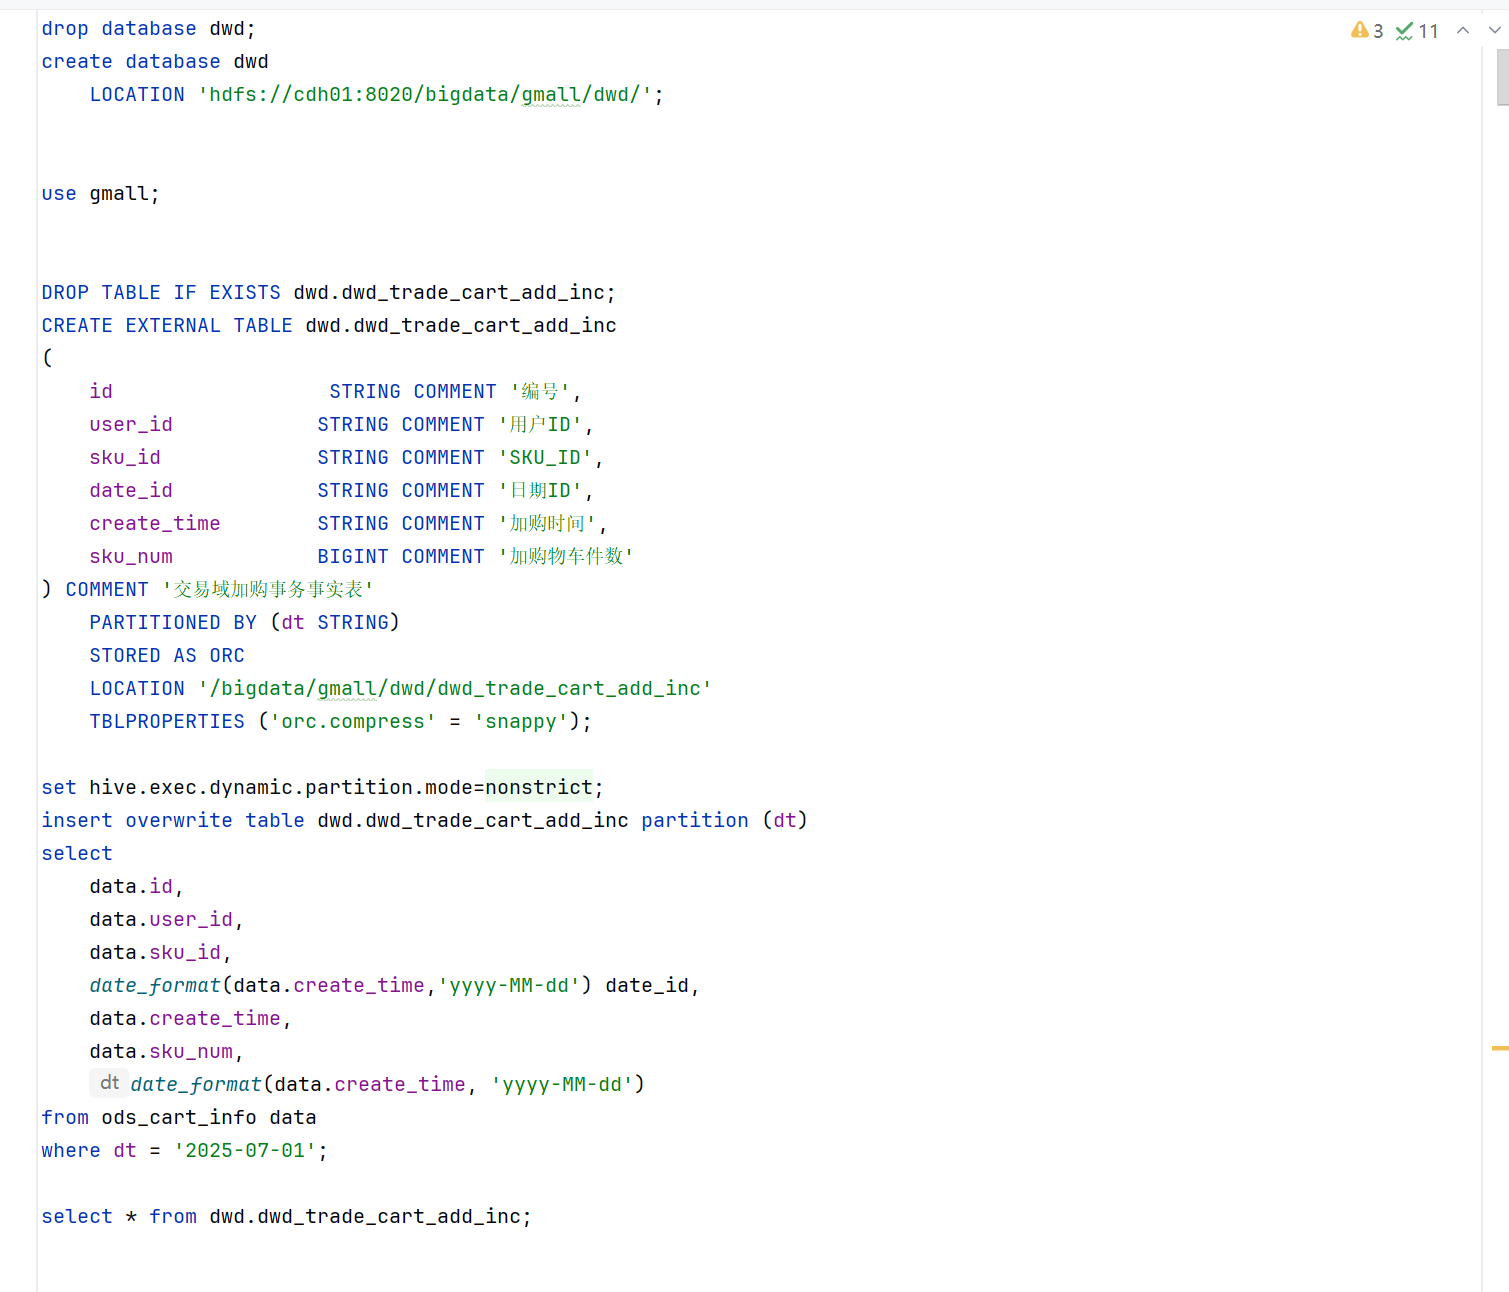 drop database dwd;
3 11
create database dwd
LOCATION 'hdfs://cdh01:8020/bigdata/gmall/dwd/';
use gmall;
DROP TABLE IF EXISTS dwd.dwd_trade_cart_add_inc;
CREATE EXTERNAL TABLE dwd.dwd_trade_cart_add_inc
(
id STRING COMMENT '编号',
user_id STRING COMMENT '用户ID',
sku_id STRING COMMENT 'SKU_ID',
date_id STRING COMMENT '日期ID',
create_time STRING COMMENT '加购时间',
sku_num BIGINT COMMENT '加购物车件数'
) COMMENT '交易域加购事务事实表'
PARTITIONED BY (dt STRING)
STORED AS ORC
LOCATION '/bigdata/gmall/dwd/dwd_trade_cart_add_inc'
TBLPROPERTIES ('orc.compress' = 'snappy');
set hive.exec.dynamic.partition.mode=nonstrict;
insert overwrite table dwd.dwd_trade_cart_add_inc partition (dt)
select
data.id,
data.user_id,
data.sku_id,
date_format(data.create_time,'yyyy-MM-dd') date_id,
data.create_time,
data.sku_num,
dt date_format(data.create_time, 'yyyy-MM-dd')
from ods_cart_info data
where dt = '2025-07-01';
select * from dwd.dwd_trade_cart_add_inc;